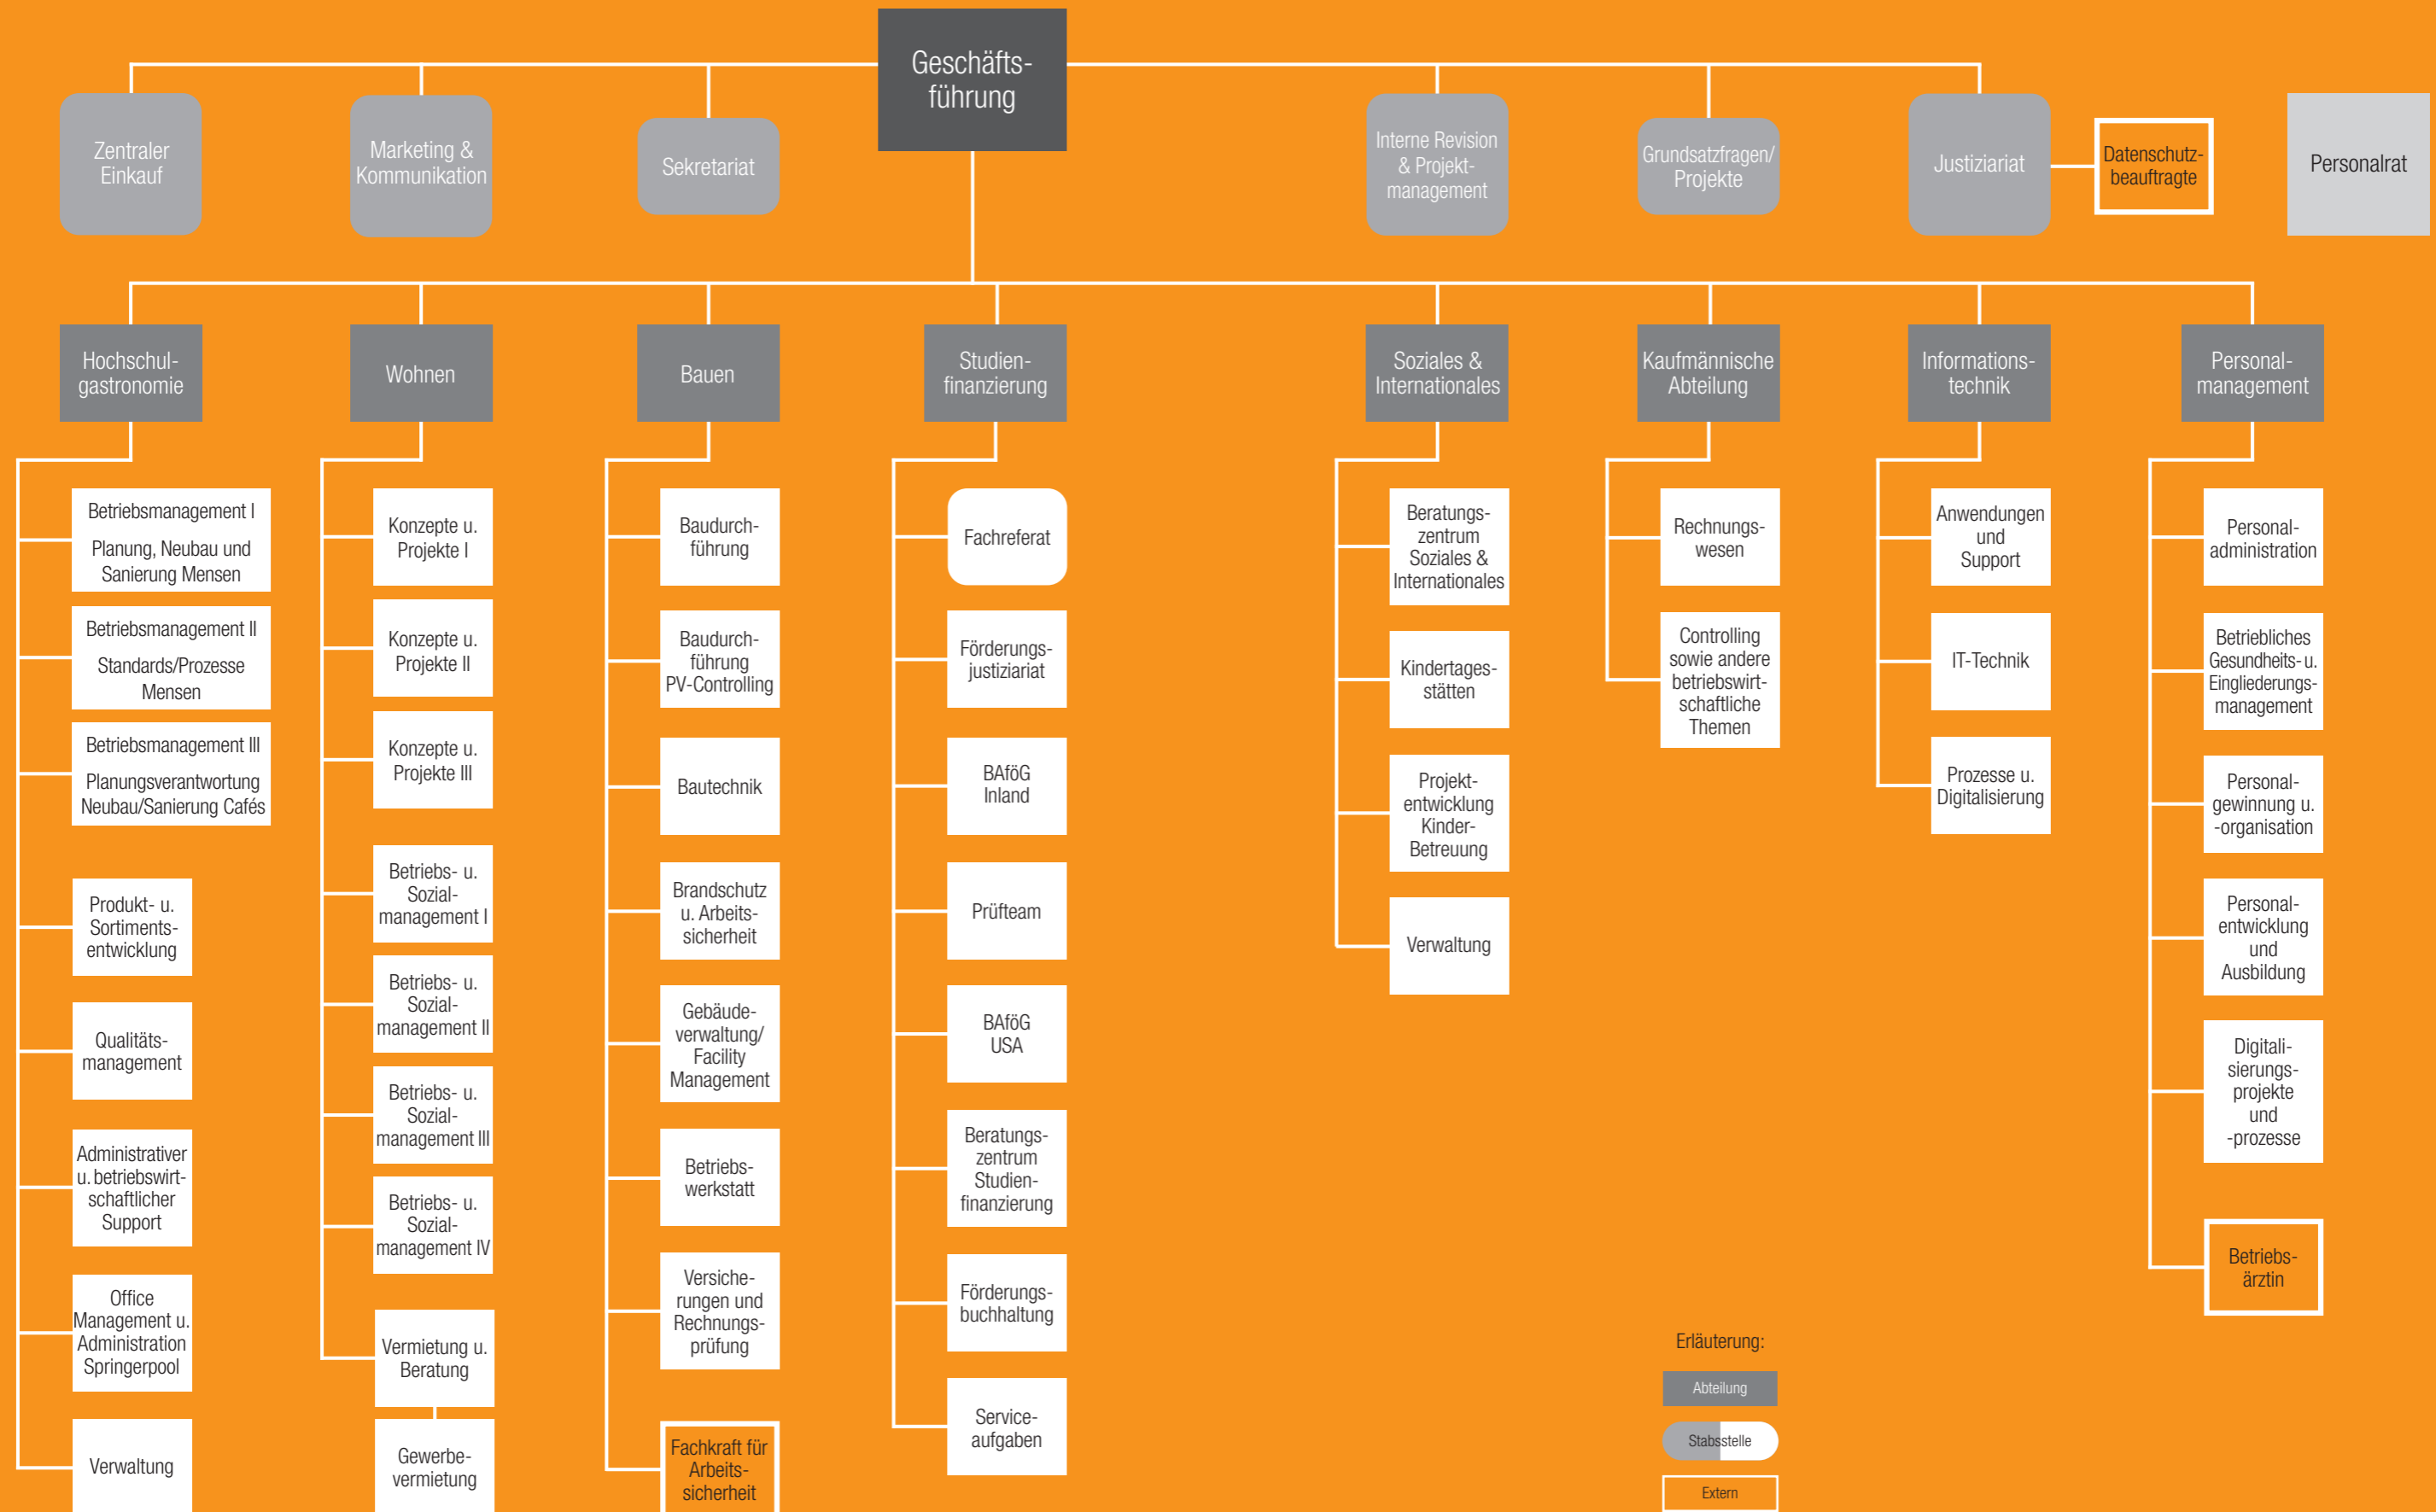 Geschäfts-
führung
Zentraler
Einkauf
Marketing &
Kommunikation
Sekretariat
Interne Revision
& Projekt-
management
Grundsatzfragen/
Projekte
Justiziariat
Datenschutz-
beauftragte
Personalrat
Hochschul-
gastronomie
Wohnen
Bauen
Studien-
finanzierung
Soziales &
Internationales
Kaufmännische
Abteilung
Informations-
technik
Personal-
management
Betriebsmanagement I
Planung, Neubau und
Sanierung Mensen
Betriebsmanagement II
Standards/Prozesse
Mensen
Betriebsmanagement III
Planungsverantwortung
Neubau/Sanierung Cafés
Produkt- u.
Sortiments-
entwicklung
Qualitäts-
management
Administrativer
u. betriebswirt-
schaftlicher
Support
Office
Management u.
Administration
Springerpool
Verwaltung
Konzepte u.
Projekte I
Konzepte u.
Projekte II
Konzepte u.
Projekte III
Betriebs- u.
Sozial-
management I
Betriebs- u.
Sozial-
management II
Betriebs- u.
Sozial-
management III
Betriebs- u.
Sozial-
management IV
Vermietung u.
Beratung
Gewerbe-
vermietung
Baudurch-
führung
Baudurch-
führung
PV-Controlling
Bautechnik
Brandschutz
u. Arbeits-
sicherheit
Gebäude-
verwaltung/
Facility
Management
Betriebs-
werkstatt
Versiche-
rungen und
Rechnungs-
prüfung
Fachkraft für
Arbeits-
sicherheit
Fachreferat
Förderungs-
justiziariat
BAföG
Inland
Prüfteam
BAföG
USA
Beratungs-
zentrum
Studien-
finanzierung
Förderungs-
buchhaltung
Service-
aufgaben
Beratungs-
zentrum
Soziales &
Internationales
Kindertages-
stätten
Projekt-
entwicklung
Kinder-
Betreuung
Verwaltung
Rechnungs-
wesen
Controlling
sowie andere
betriebswirt-
schaftliche
Themen
Anwendungen
und
Support
IT-Technik
Prozesse u.
Digitalisierung
Personal-
administration
Betriebliches
Gesundheits- u.
Eingliederungs-
management
Personal-
gewinnung u.
-organisation
Personal-
entwicklung
und
Ausbildung
Digitali-
sierungs-
projekte
und
-prozesse
Betriebs-
ärztin
Erläuterung:
Abteilung
Stabsstelle
Extern